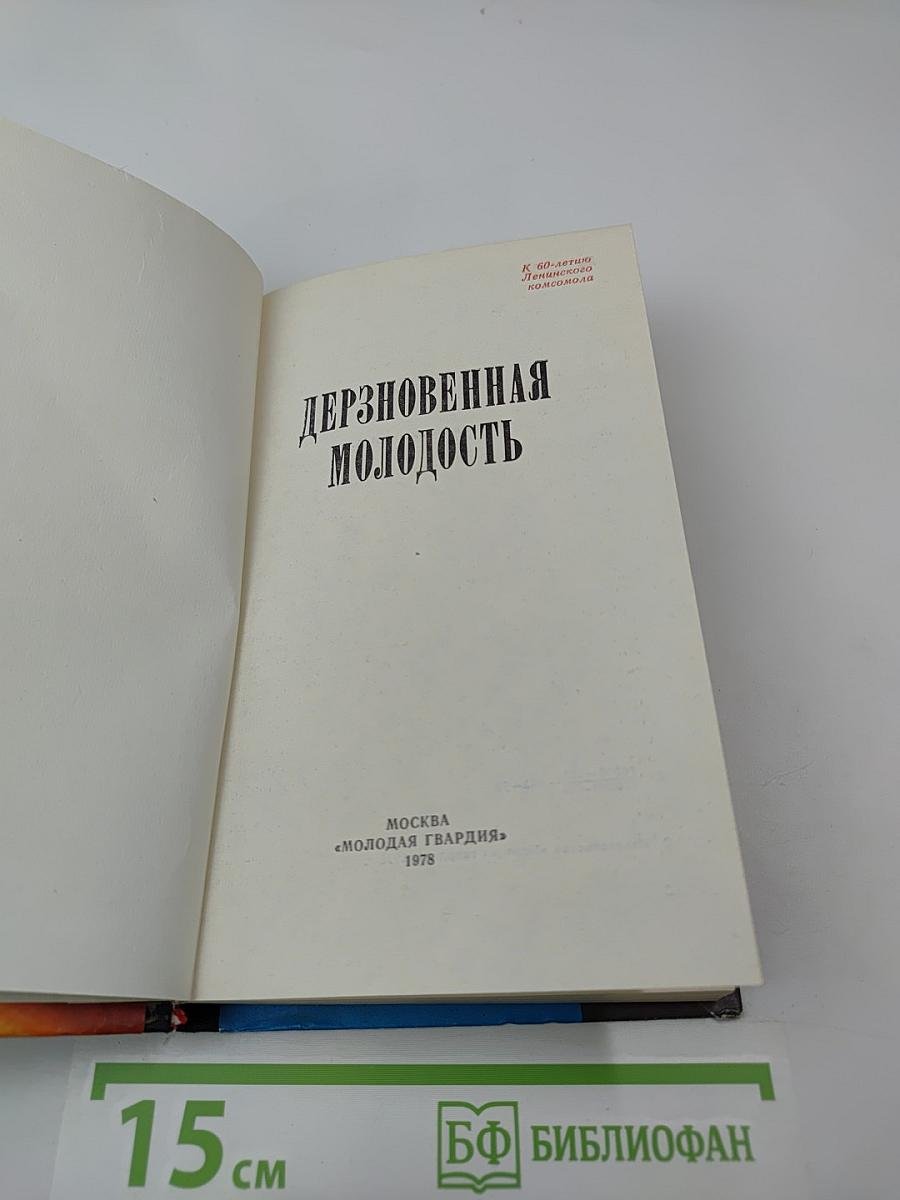 К 60-летию
Ленинского
комсомола
ДЕРЗНОВЕННАЯ
МОЛОДОСТЬ
МОСКВА
«МОЛОДАЯ ГВАРДИЯ»
1978
15 см
БФ БИБЛИОФАН